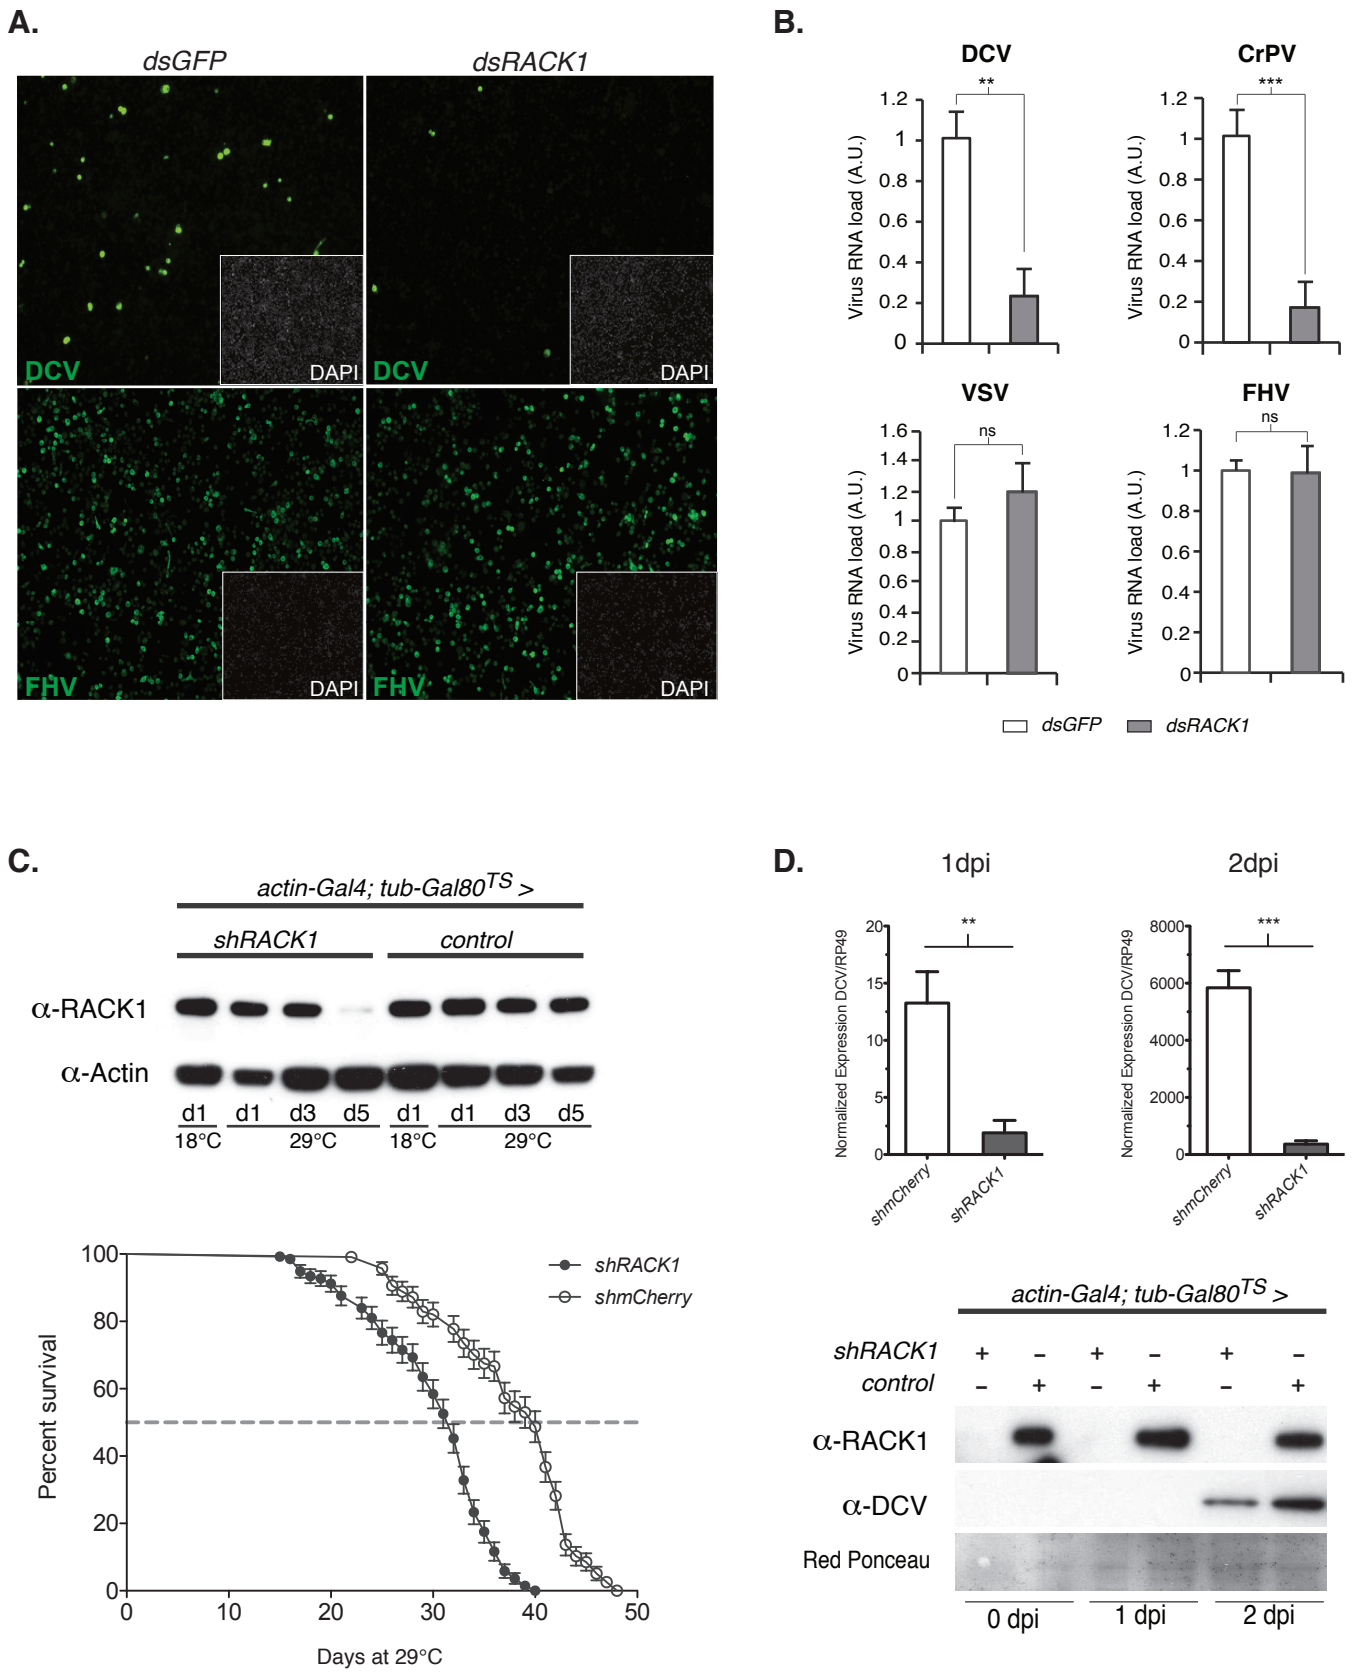 A.
dsGFP dsRACK1
DCV DAPI DCV DAPI
FHV DAPI FHV DAPI
B.
DCV CrPV
** ***
Virus RNA load (A.U.)
1.2
1
0.8
0.6
0.4
0.2
0
Virus RNA load (A.U.)
1.2
1
0.8
0.6
0.4
0.2
0
VSV FHV
ns ns
Virus RNA load (A.U.)
1.6
1.4
1.2
1
0.8
0.6
0.4
0.2
0
Virus RNA load (A.U.)
1.2
1
0.8
0.6
0.4
0.2
0
dsGFP dsRACK1
C.
actin-Gal4; tub-Gal80TS >
shRACK1 control
α-RACK1
α-Actin
d1 d1 d3 d5 d1 d1 d3 d5
18°C 29°C 18°C 29°C
Percent survival
100
80
60
40
20
0
0 10 20 30 40 50
Days at 29°C
shRACK1
shmCherry
D.
1dpi 2dpi
** ***
Normalized Expression DCV/RP49
20
15
10
5
0
shmCherry shRACK1
Normalized Expression DCV/RP49
8000
6000
4000
2000
0
shmCherry shRACK1
actin-Gal4; tub-Gal80TS >
shRACK1 + – + – + –
control – + – + – +
α-RACK1
α-DCV
Red Ponceau
0 dpi 1 dpi 2 dpi